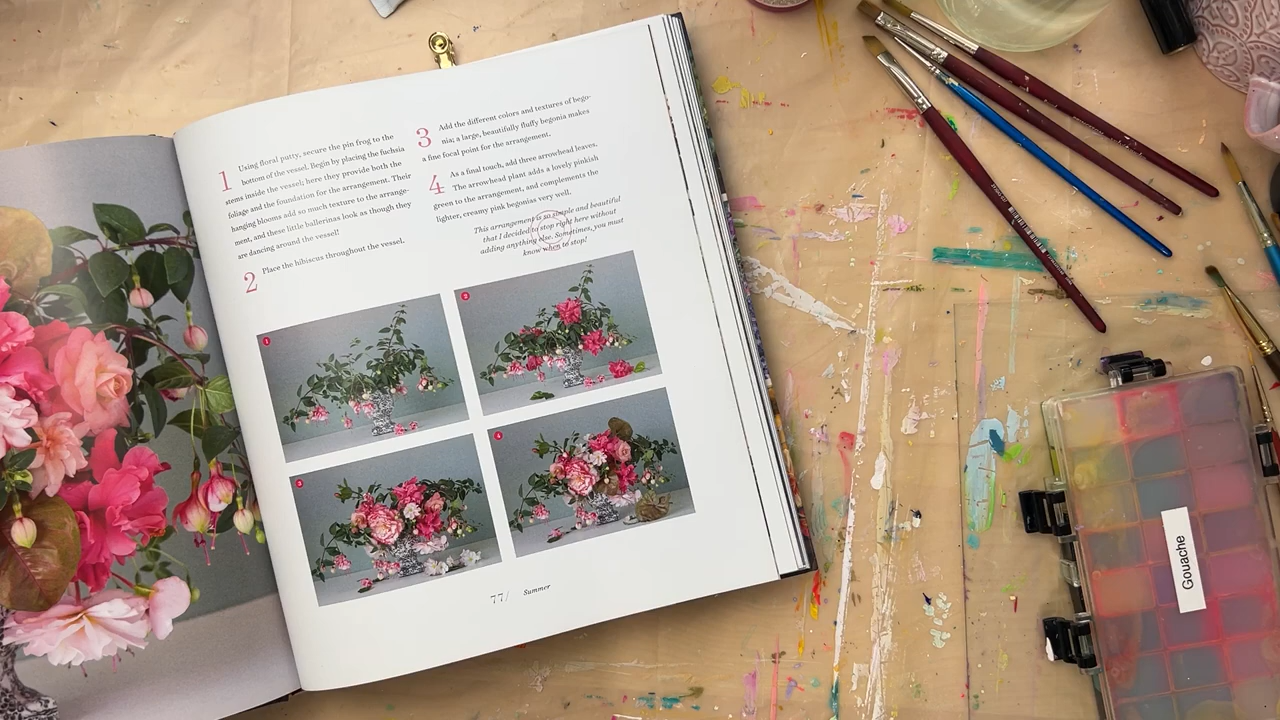 1 Using floral putty, secure the pin frog to the
bottom of the vessel. Begin by placing the fuchsia
stems inside the vessel; here they provide both the
foliage and the foundation for the arrangement. Their
hanging blooms add so much texture to the arrange-
ment, and these little ballerinas look as though they
are dancing around the vessel!
2 Place the hibiscus throughout the vessel.
3 Add the different colors and textures of bego-
nia; a large, beautifully fluffy begonia makes
a fine focal point for the arrangement.
4 As a final touch, add three arrowhead leaves.
The arrowhead plant adds a lovely pinkish
green to the arrangement, and complements the
lighter, creamy pink begonias very well.
This arrangement is so simple and beautiful
that I decided to stop right here without
adding anything else. Sometimes, you must
know when to stop!
1
2
3
4
77/ Summer
Gouache